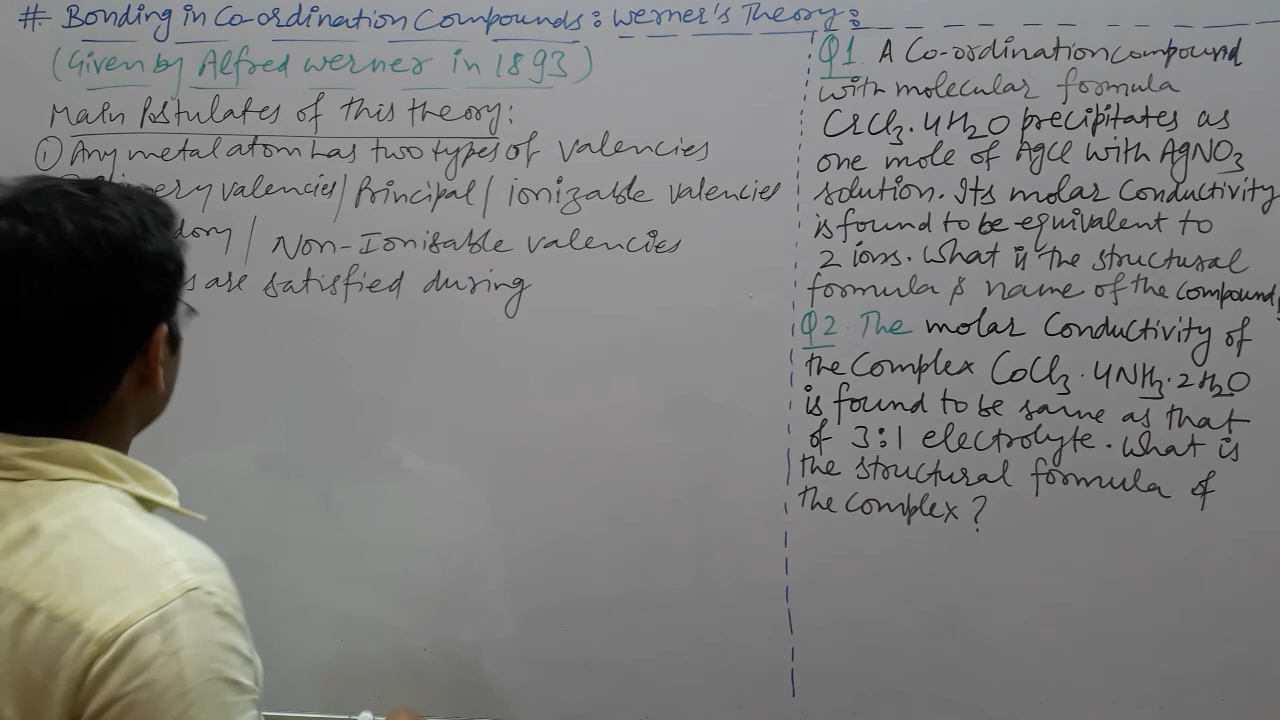 # Bonding in Co-ordination Compounds: Werner's Theory:
(Given by Alfred Werner in 1893)
Main Postulates of this theory:
① Any metal atom has two types of valencies
valencies/Principal/ionizable valencies
/ Non-Ionisable valencies
are satisfied during
Q1. A Co-ordination compound
with molecular formula
CrCl₃.4H₂O precipitates as
one mole of AgCl with AgNO₃
solution. Its molar Conductivity
is found to be equivalent to
2 ions. What is the structural
formula & name of the compound,
Q2. The molar Conductivity of
the Complex CoCl₃.4NH₃.2H₂O
is found to be same as that
of 3:1 electrolyte. What is
the structural formula of
the complex?